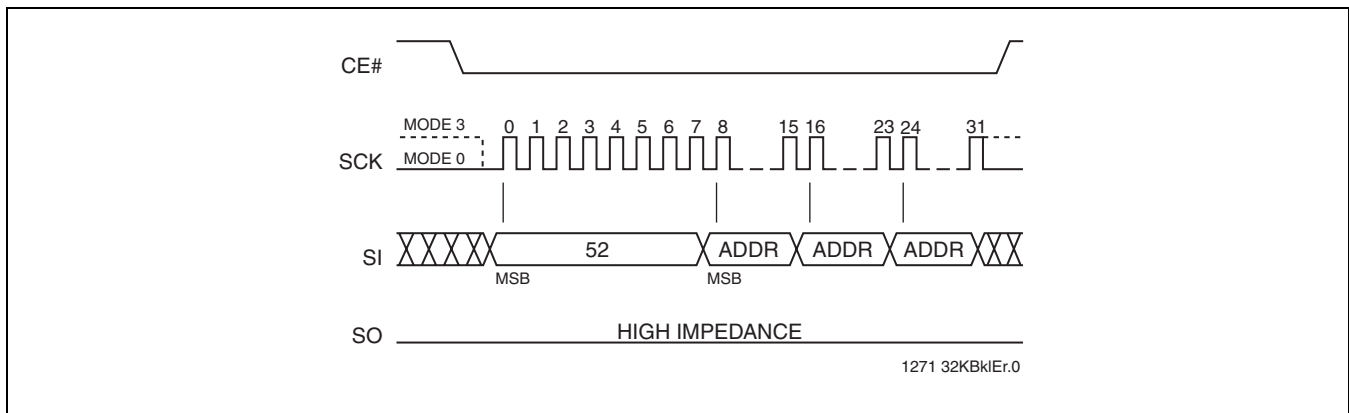 CE#
MODE 3
0 1 2 3 4 5 6 7 8 15 16 23 24 31
SCK MODE 0
SI 52 ADDR ADDR ADDR
MSB MSB
SO HIGH IMPEDANCE
1271 32KBklEr.0